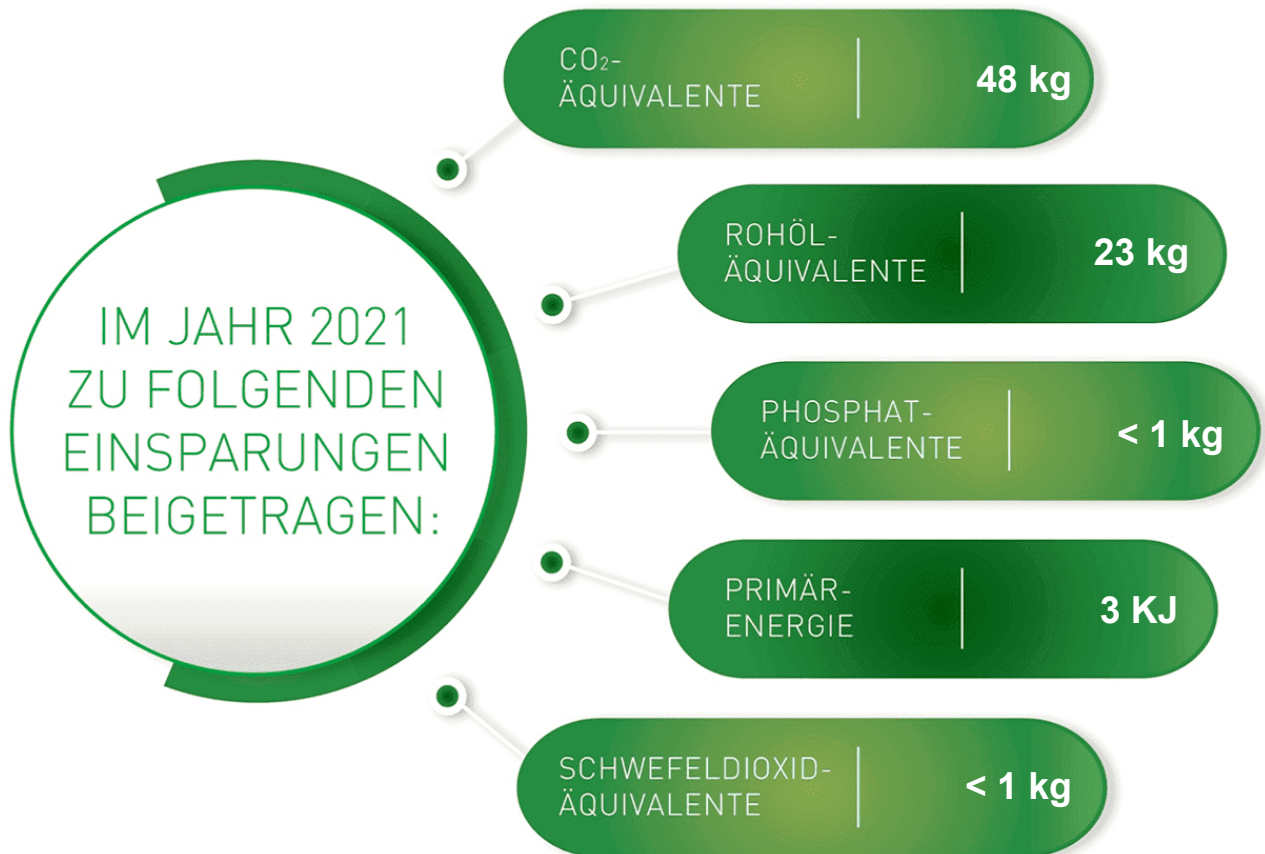 IM JAHR 2021
ZU FOLGENDEN
EINSPARUNGEN
BEIGETRAGEN:
CO₂-
ÄQUIVALENTE
48 kg
ROHÖL-
ÄQUIVALENTE
23 kg
PHOSPHAT-
ÄQUIVALENTE
< 1 kg
PRIMÄR-
ENERGIE
3 KJ
SCHWEFELDIOXID-
ÄQUIVALENTE
< 1 kg